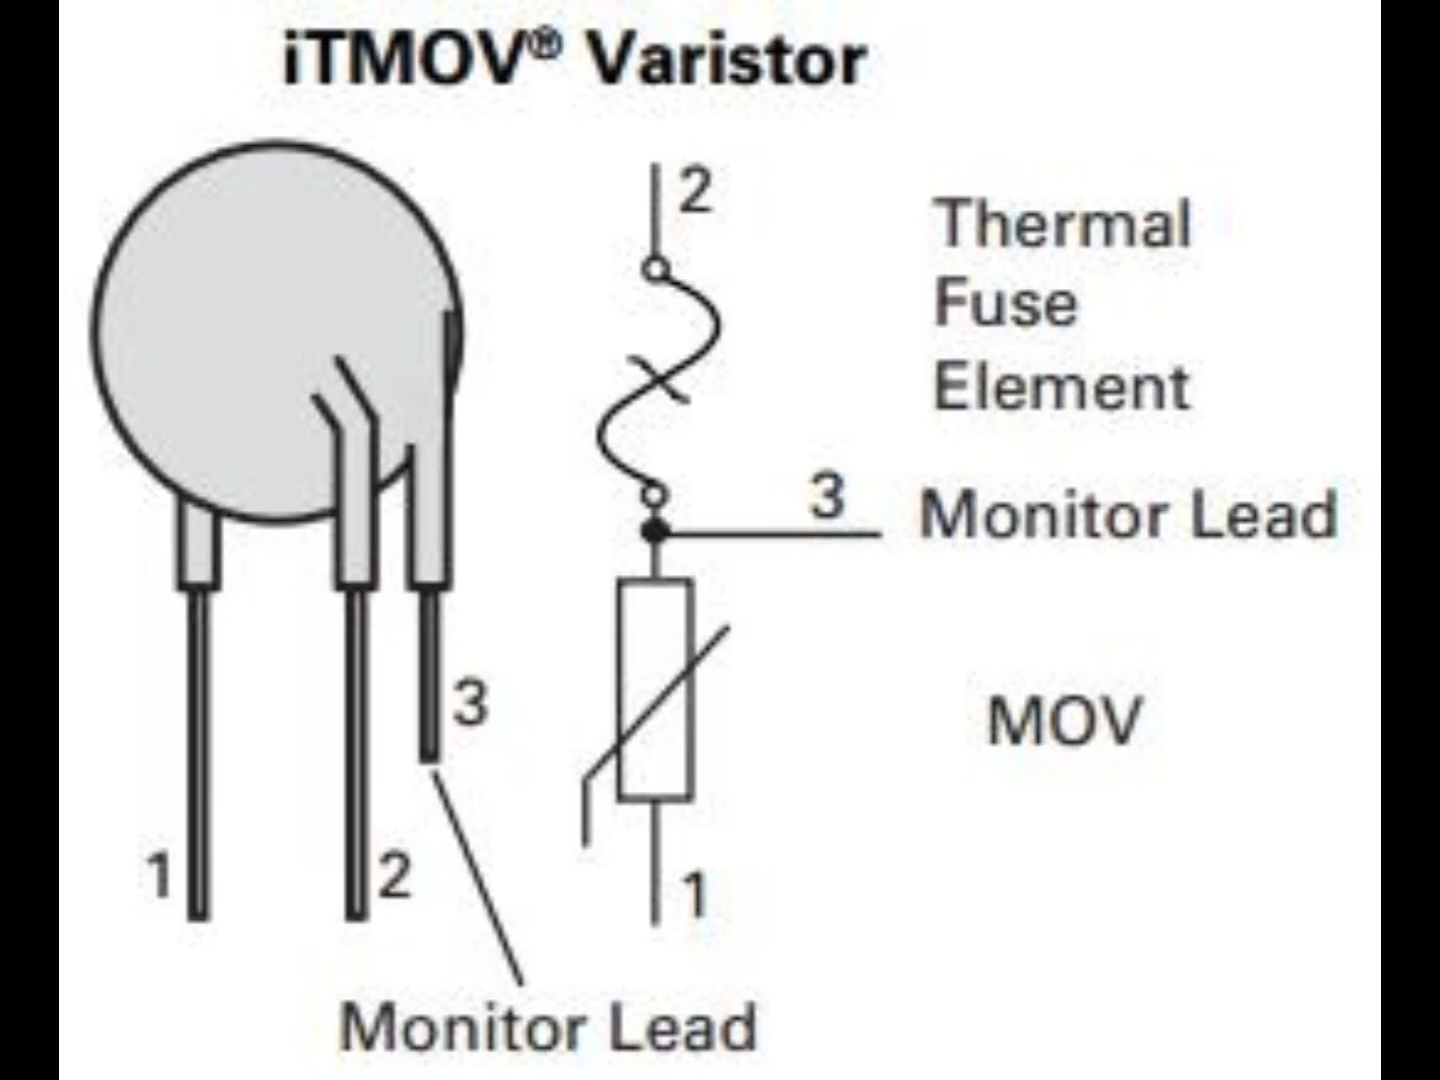 iTMOV® Varistor
2
Thermal
Fuse
Element
3
Monitor Lead
3
MOV
1
2
1
Monitor Lead